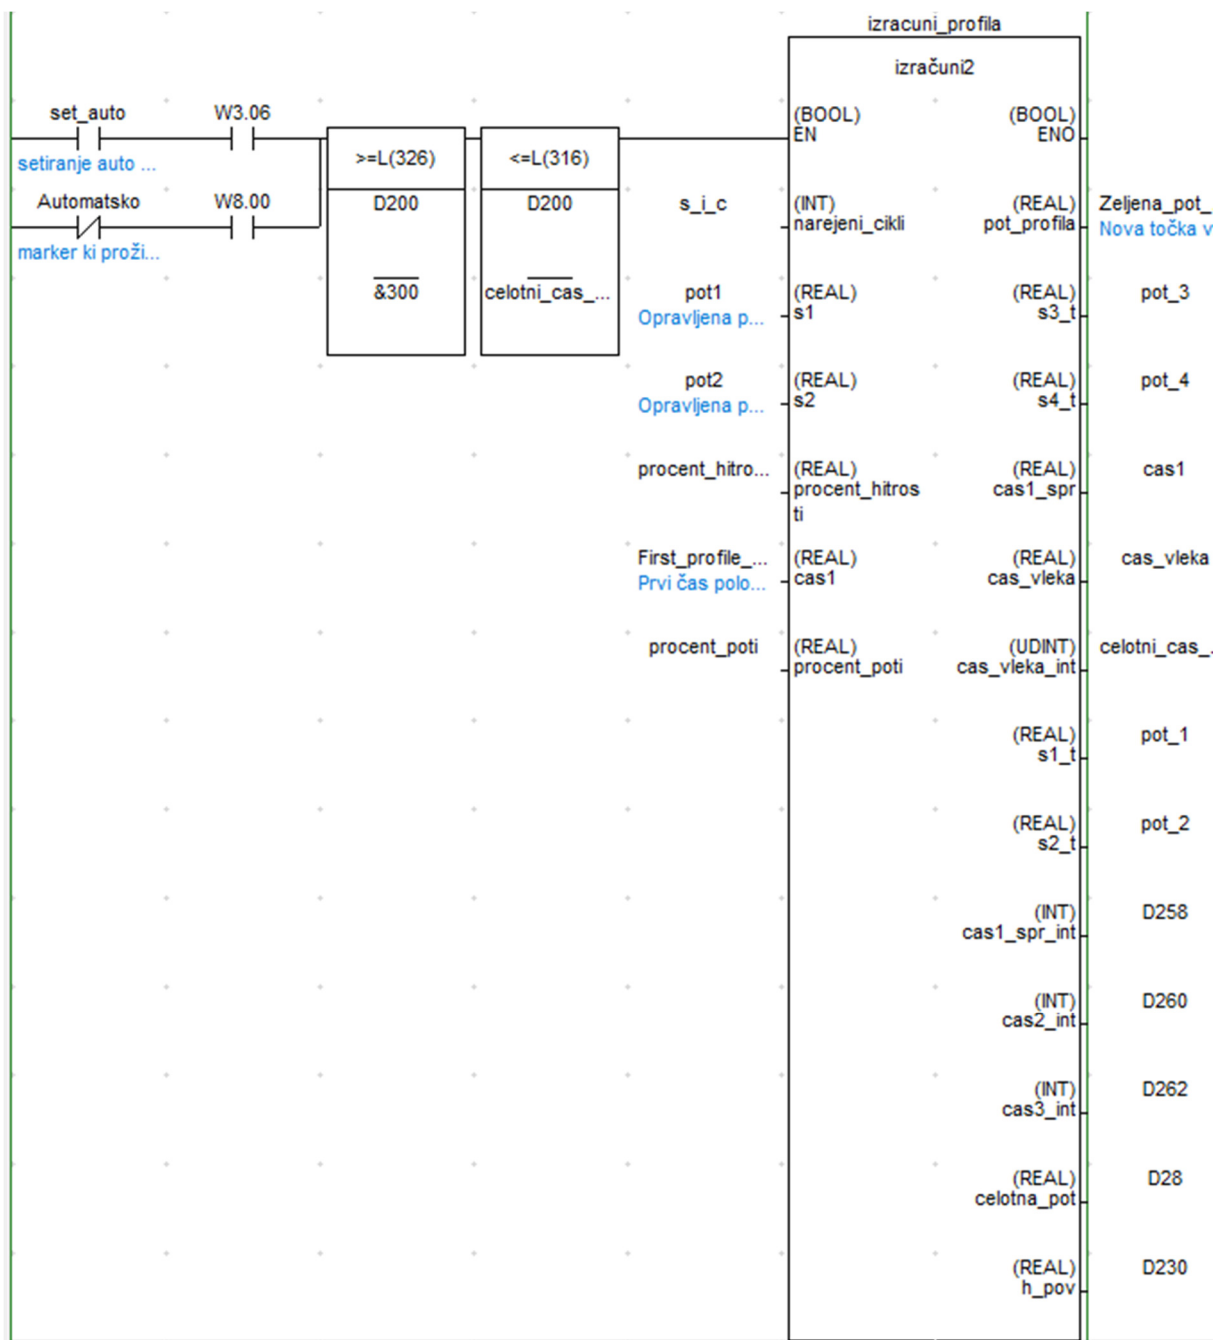 izracuni_profila
izračuni2
set_auto
W3.06
(BOOL)
EN
(BOOL)
ENO
setiranje auto ...
>=L(326)
<=L(316)
Automatsko
W8.00
D200
D200
s_i_c
(INT)
narejeni_cikli
(REAL)
pot_profila
Zeljena_pot_
Nova točka v
marker ki proži...
&300
celotni_cas_...
pot1
Opravljena p...
(REAL)
s1
(REAL)
s3_t
pot_3
pot2
Opravljena p...
(REAL)
s2
(REAL)
s4_t
pot_4
procent_hitro...
(REAL)
procent_hitros
ti
(REAL)
cas1_spr
cas1
First_profile_...
Prvi čas polo...
(REAL)
cas1
(REAL)
cas_vleka
cas_vleka
procent_poti
(REAL)
procent_poti
(UDINT)
cas_vleka_int
celotni_cas_.
(REAL)
s1_t
pot_1
(REAL)
s2_t
pot_2
(INT)
cas1_spr_int
D258
(INT)
cas2_int
D260
(INT)
cas3_int
D262
(REAL)
celotna_pot
D28
(REAL)
h_pov
D230